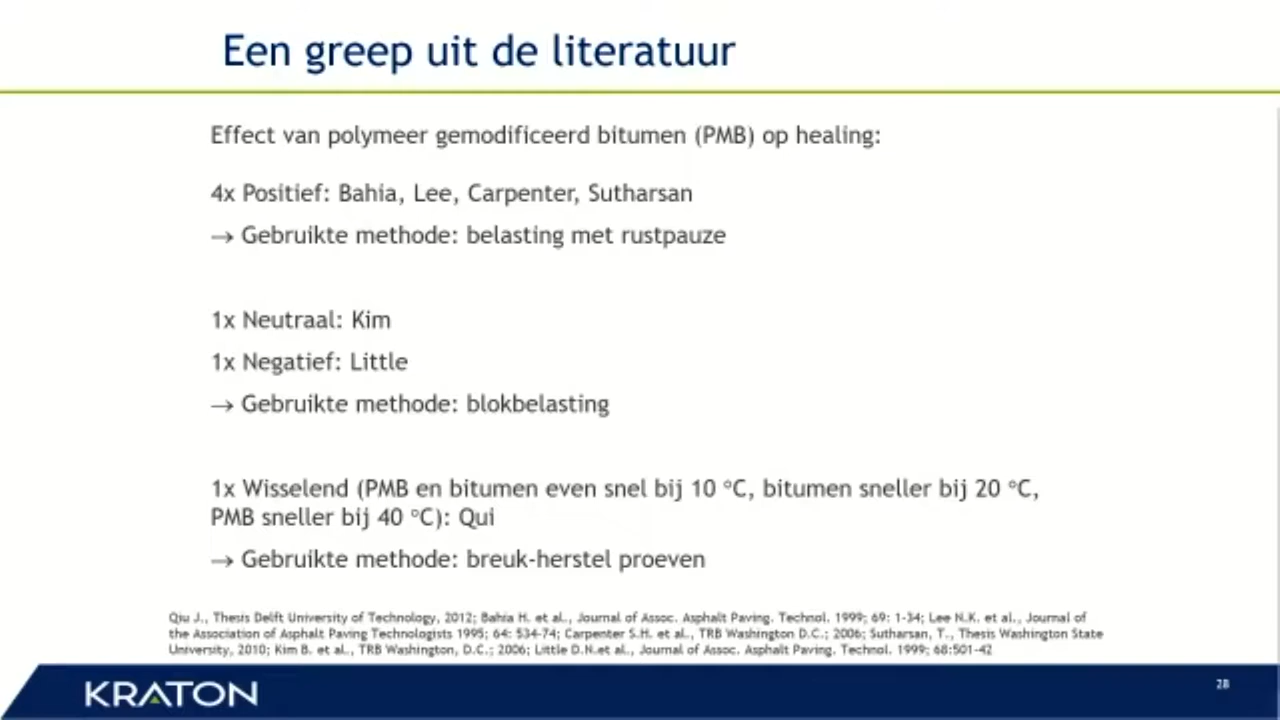 Een greep uit de literatuur
Effect van polymeer gemodificeerd bitumen (PMB) op healing:
4x Positief: Bahia, Lee, Carpenter, Sutharsan
→ Gebruikte methode: belasting met rustpauze
1x Neutraal: Kim
1x Negatief: Little
→ Gebruikte methode: blokbelasting
1x Wisselend (PMB en bitumen even snel bij 10 °C, bitumen sneller bij 20 °C,
PMB sneller bij 40 °C): Qui
→ Gebruikte methode: breuk-herstel proeven
Qiu J., Thesis Delft University of Technology, 2012; Bahia H. et al., Journal of Assoc. Asphalt Paving. Technol. 1999; 69: 1-34; Lee N.K. et al., Journal of
the Association of Asphalt Paving Technologists 1995; 64: 534-74; Carpenter S.H. et al., TRB Washington D.C.; 2006; Sutharsan, T., Thesis Washington State
University, 2010; Kim B. et al., TRB Washington, D.C.; 2006; Little D.N.et al., Journal of Assoc. Asphalt Paving. Technol. 1999; 68:501-42
KRATON
28